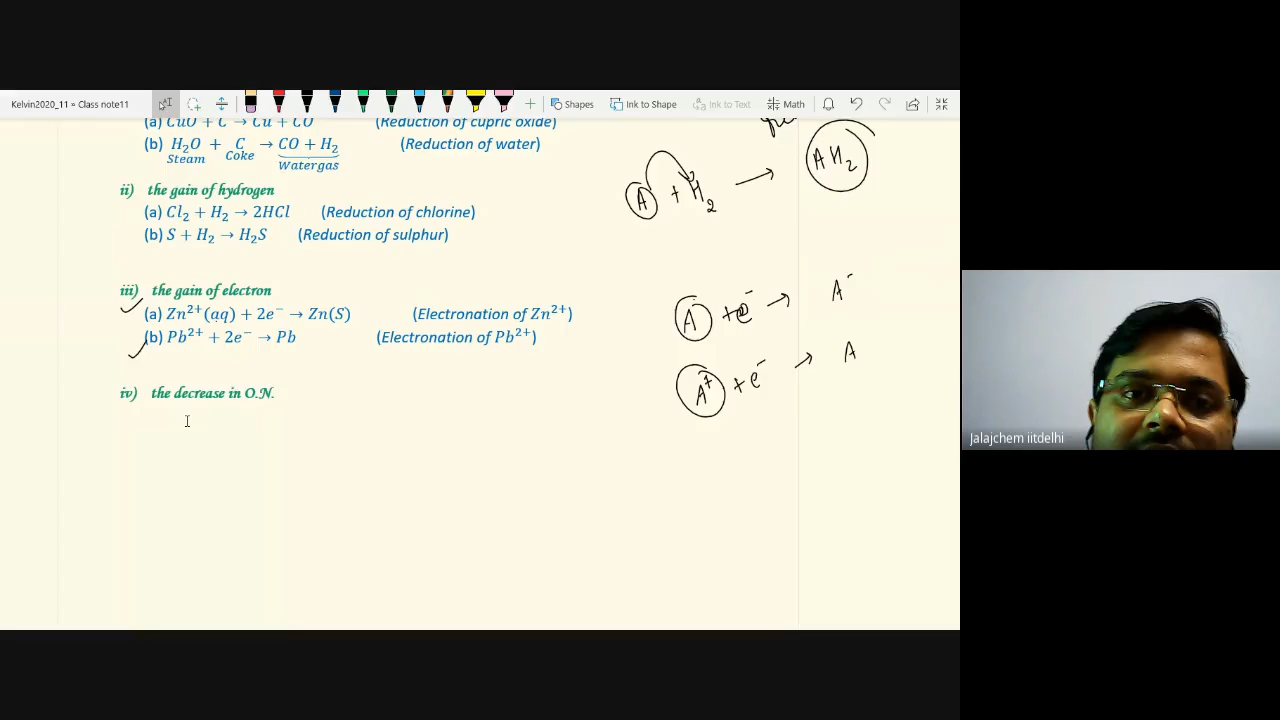 Kelvin2020_11 » Class note11
Shapes Ink to Shape Ink to Text Math
(a) CuO + C → Cu + CO (Reduction of cupric oxide)
(b) H₂O + C → CO + H₂ (Reduction of water)
Steam Coke Watergas
A + H₂ → AH₂
ii) the gain of hydrogen
(a) Cl₂ + H₂ → 2HCl (Reduction of chlorine)
(b) S + H₂ → H₂S (Reduction of sulphur)
iii) the gain of electron
(a) Zn²⁺(aq) + 2e⁻ → Zn(S) (Electronation of Zn²⁺)
(b) Pb²⁺ + 2e⁻ → Pb (Electronation of Pb²⁺)
A + e⁻ → A⁻
A⁺ + e⁻ → A
iv) the decrease in O.N.
Jalajchem iitdelhi